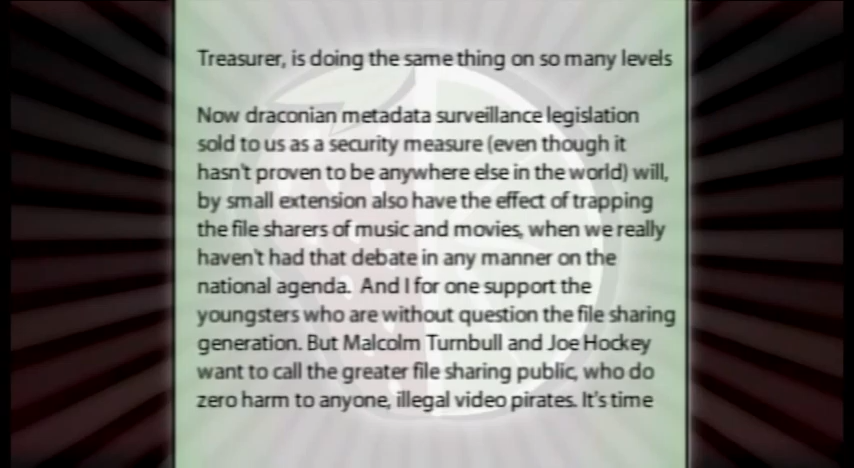 Treasurer, is doing the same thing on so many levels
Now draconian metadata surveillance legislation
sold to us as a security measure (even though it
hasn't proven to be anywhere else in the world) will,
by small extension also have the effect of trapping
the file sharers of music and movies, when we really
haven't had that debate in any manner on the
national agenda. And I for one support the
youngsters who are without question the file sharing
generation. But Malcolm Turnbull and Joe Hockey
want to call the greater file sharing public, who do
zero harm to anyone, illegal video pirates. It's time